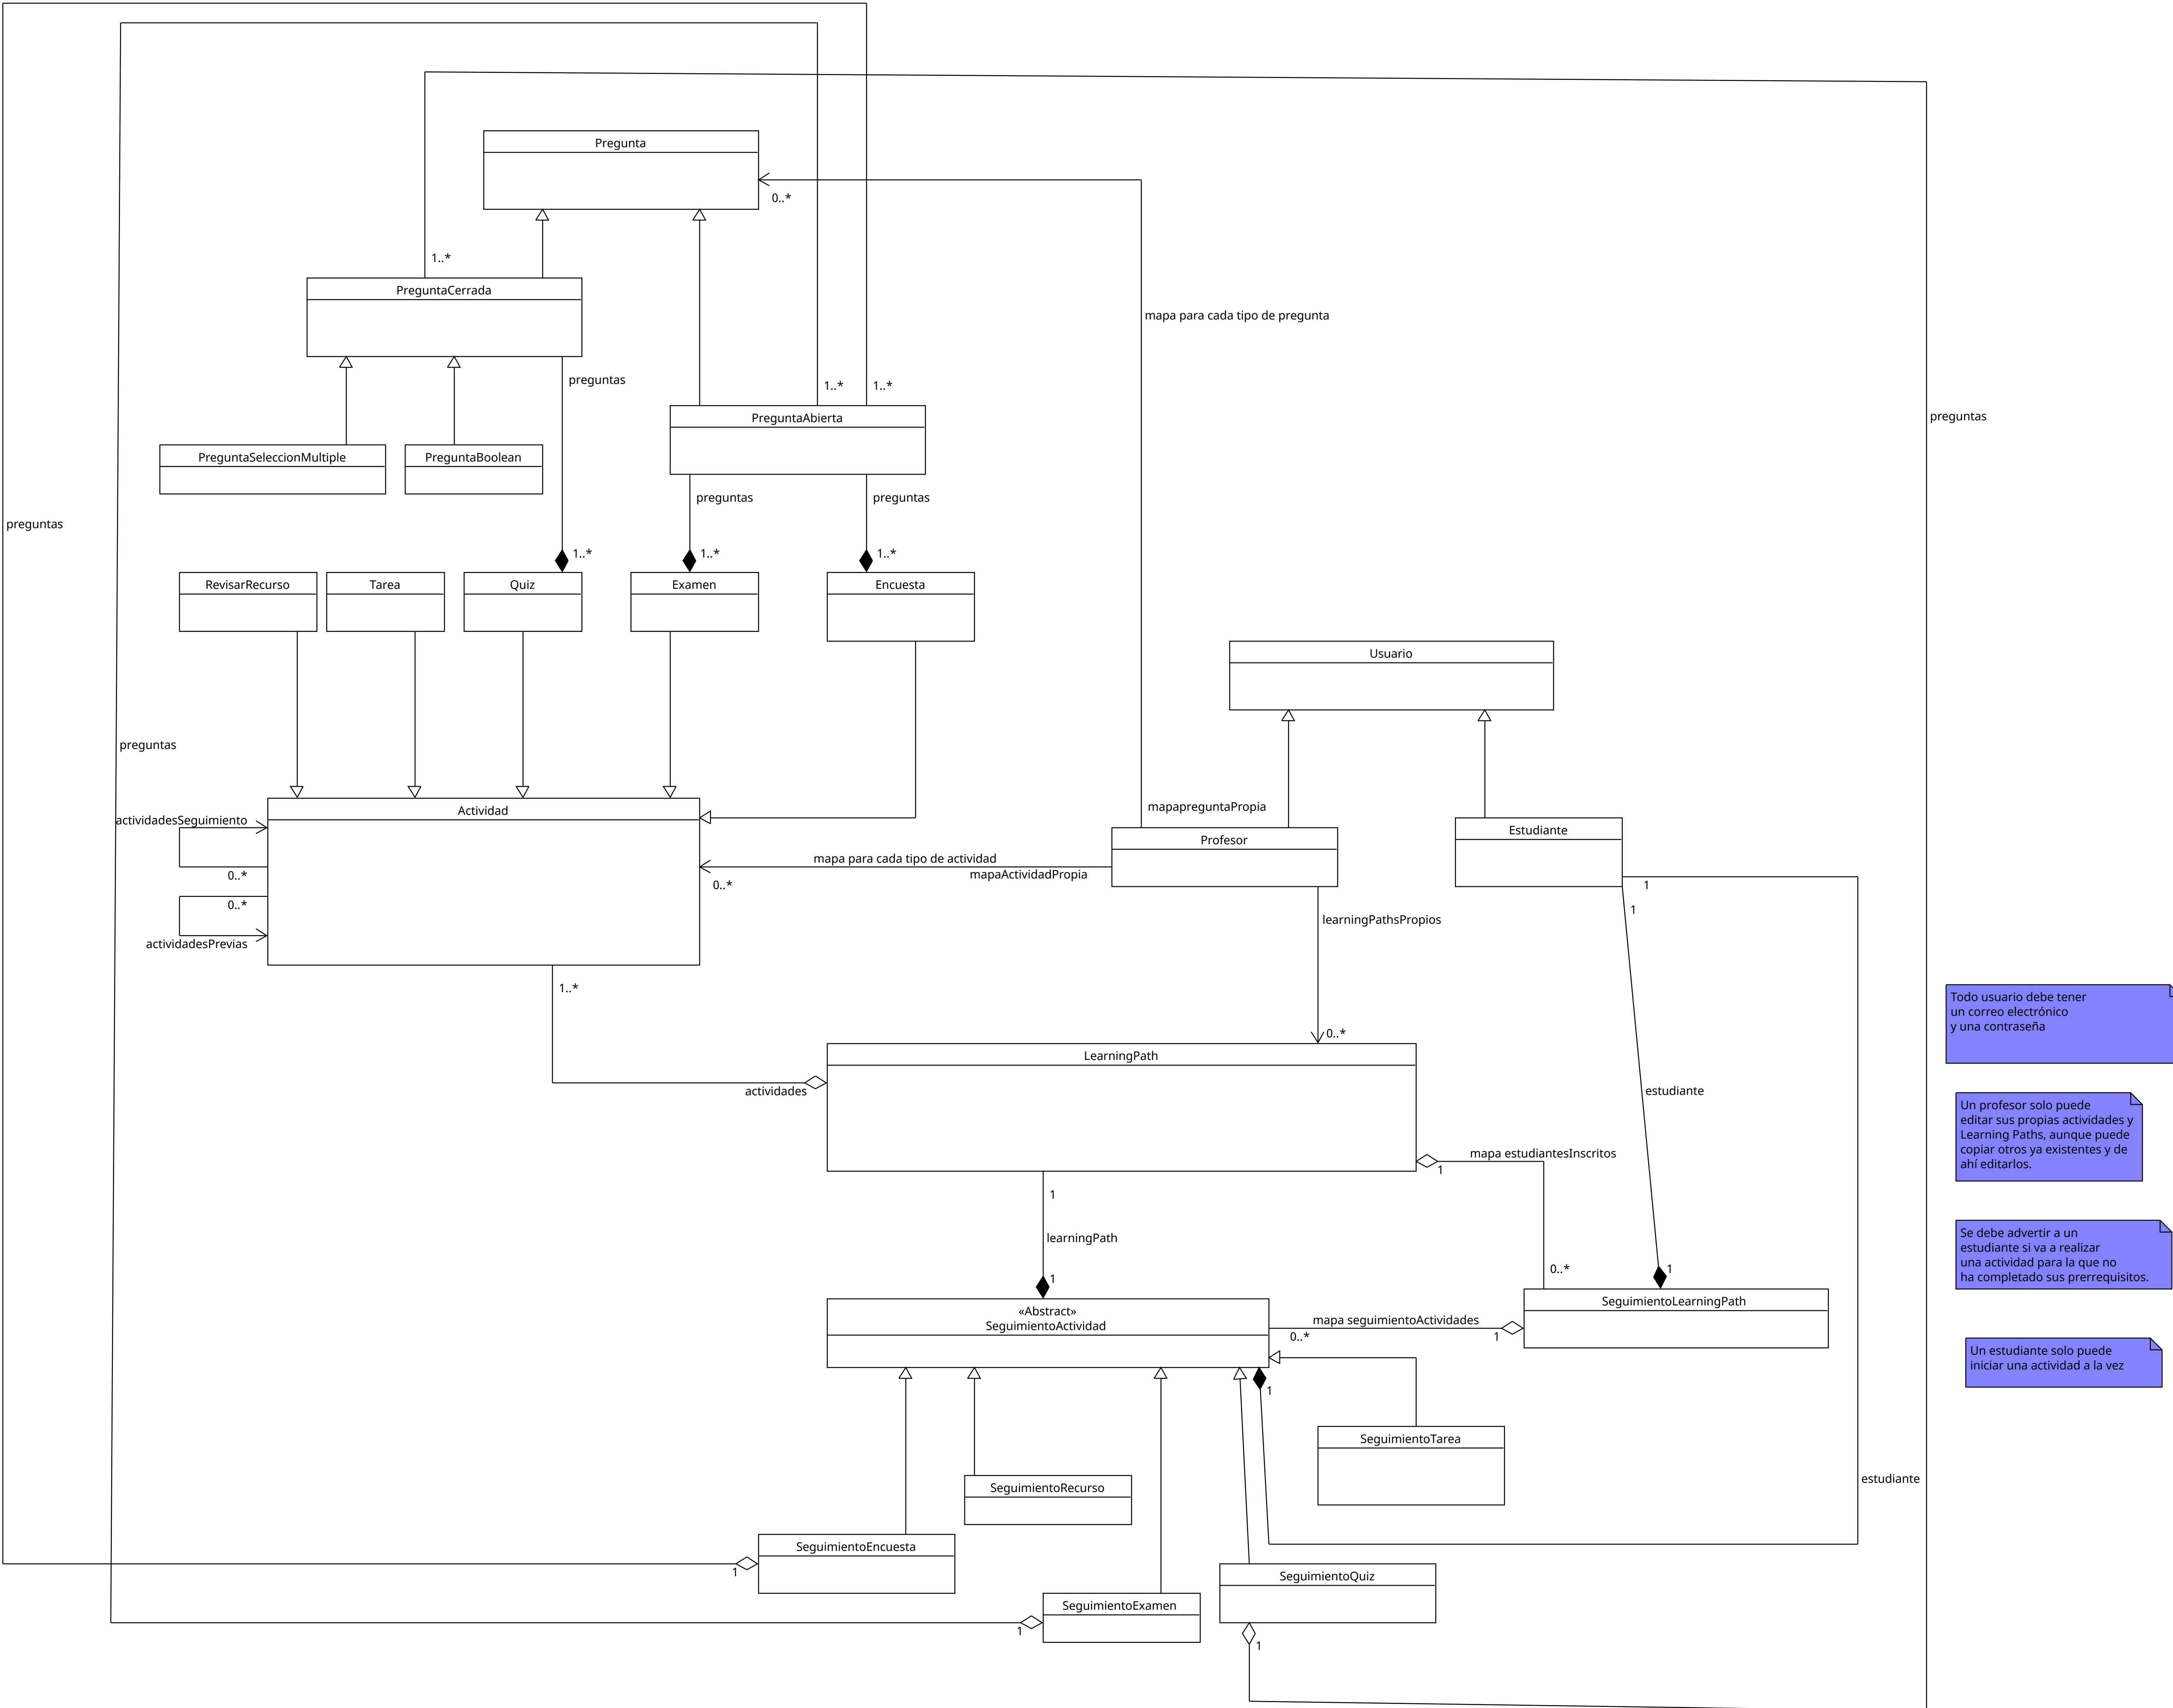 Pregunta
0..*
1..*
PreguntaCerrada
mapa para cada tipo de pregunta
preguntas
1..*
1..*
PreguntaAbierta
preguntas
PreguntaSeleccionMultiple
PreguntaBoolean
preguntas
preguntas
preguntas
1..*
1..*
1..*
RevisarRecurso
Tarea
Quiz
Examen
Encuesta
Usuario
preguntas
mapapreguntaPropia
Actividad
actividadesSeguimiento
Profesor
Estudiante
mapa para cada tipo de actividad
mapaActividadPropia
0..*
0..*
0..*
1
1
learningPathsPropios
actividadesPrevias
1..*
Todo usuario debe tener
un correo electrónico
y una contraseña
0..*
LearningPath
actividades
estudiante
Un profesor solo puede
editar sus propias actividades y
Learning Paths, aunque puede
copiar otros ya existentes y de
ahí editarlos.
mapa estudiantesInscritos
1
1
learningPath
Se debe advertir a un
estudiante si va a realizar
una actividad para la que no
ha completado sus prerrequisitos.
0..*
1
1
«Abstract»
SeguimientoActividad
SeguimientoLearningPath
mapa seguimientoActividades
0..*
1
Un estudiante solo puede
iniciar una actividad a la vez
1
SeguimientoTarea
estudiante
SeguimientoRecurso
SeguimientoEncuesta
1
SeguimientoQuiz
SeguimientoExamen
1
1